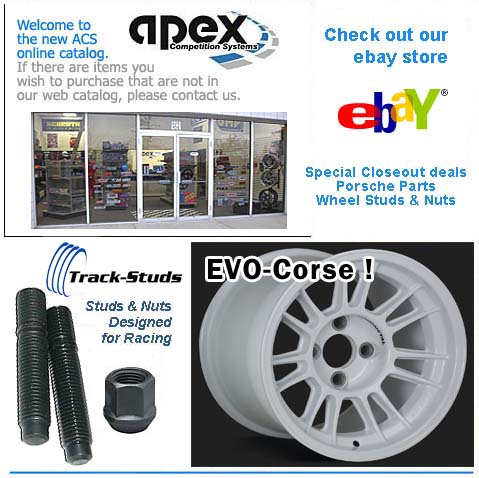 Welcome to
the new ACS
online catalog.
If there are items you
wish to purchase that are not in
our web catalog, please contact us.
apex
Competition Systems
Check out our
ebay store
ebaY®
Special Closeout deals
Porsche Parts
Wheel Studs & Nuts
apex
Track-Studs
Studs & Nuts
Designed
for Racing
EVO-Corse !